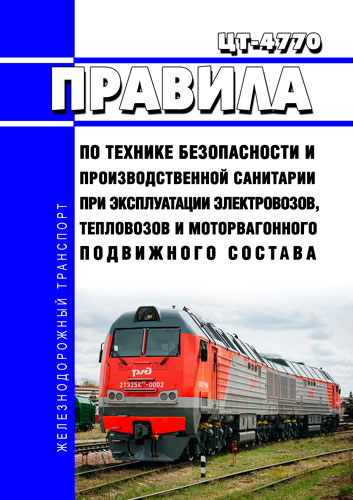 ЦТ-4770
ПРАВИЛА
ПО ТЕХНИКЕ БЕЗОПАСНОСТИ И
ПРОИЗВОДСТВЕННОЙ САНИТАРИИ
ПРИ ЭКСПЛУАТАЦИИ ЭЛЕКТРОВОЗОВ,
ТЕПЛОВОЗОВ И МОТОРВАГОННОГО
ПОДВИЖНОГО СОСТАВА
ЖЕЛЕЗНОДОРОЖНЫЙ ТРАНСПОРТ
РЖД